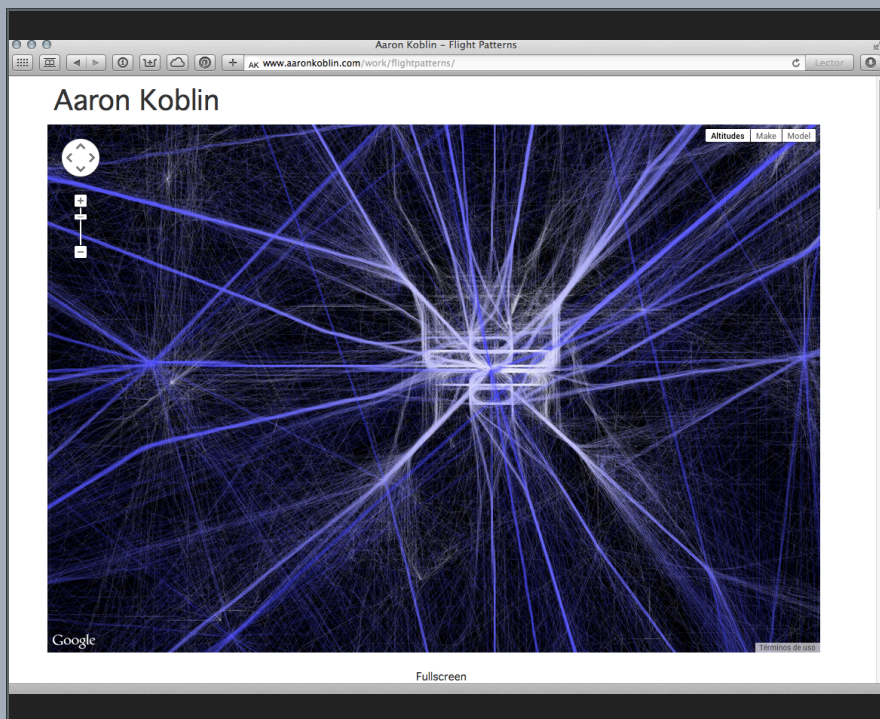 Aaron Koblin – Flight Patterns
AK www.aaronkoblin.com/work/flightpatterns/
Lector
Aaron Koblin
Altitudes Make Model
Google
Términos de uso
Fullscreen